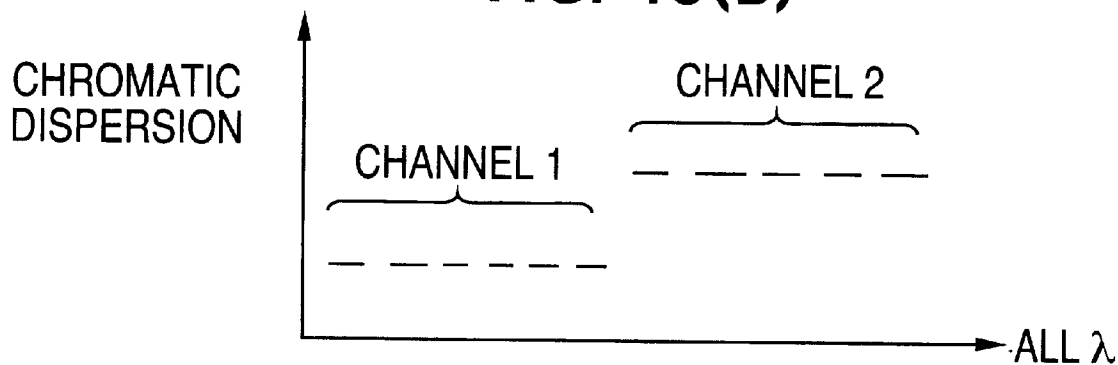 CHROMATIC
DISPERSION
CHANNEL 1
CHANNEL 2
ALL λ